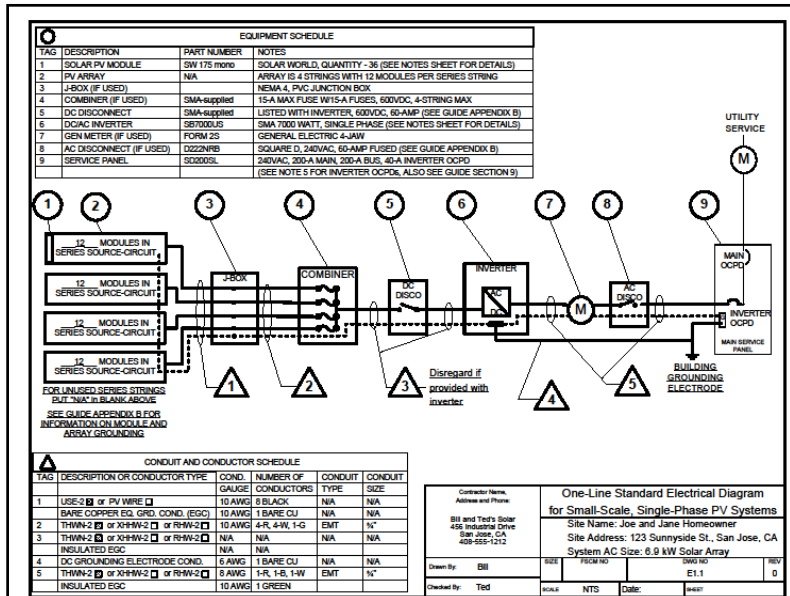 EQUIPMENT SCHEDULE
TAG DESCRIPTION PART NUMBER NOTES
1 SOLAR PV MODULE SW 175 mono SOLAR WORLD, QUANTITY - 36 (SEE NOTES SHEET FOR DETAILS)
2 PV ARRAY N/A ARRAY IS 4 STRINGS WITH 12 MODULES PER SERIES STRING
3 J-BOX (IF USED) NEMA 4, PVC JUNCTION BOX
4 COMBINER (IF USED) SMA-supplied 15-A MAX FUSE W/15-A FUSES, 600VDC, 4-STRING MAX
5 DC DISCONNECT SMA-supplied LISTED WITH INVERTER, 600VDC, 60-AMP (SEE GUIDE APPENDIX B)
6 DC/AC INVERTER SB7000US SMA 7000 WATT, SINGLE PHASE (SEE NOTES SHEET FOR DETAILS)
7 GEN METER (IF USED) FORM 2S GENERAL ELECTRIC 4-JAW
8 AC DISCONNECT (IF USED) D222NRB SQUARE D, 240VAC, 60-AMP FUSED (SEE GUIDE APPENDIX B)
9 SERVICE PANEL SD200SL 240VAC, 200-A MAIN, 200-A BUS, 40-A INVERTER OCPD
(SEE NOTE 5 FOR INVERTER OCPDs, ALSO SEE GUIDE SECTION 9)
UTILITY
SERVICE
M
1 2 3 4 5 6 7 8 9
12 MODULES IN
SERIES SOURCE-CIRCUIT
12 MODULES IN
SERIES SOURCE-CIRCUIT
12 MODULES IN
SERIES SOURCE-CIRCUIT
12 MODULES IN
SERIES SOURCE-CIRCUIT
J-BOX
COMBINER
DC
DISCO
INVERTER
AC
DC
M
AC
DISCO
MAIN
OCPD
INVERTER
OCPD
MAIN SERVICE
PANEL
BUILDING
GROUNDING
ELECTRODE
1 2 3 4 5
Disregard if
provided with
inverter
FOR UNUSED SERIES STRINGS
PUT "N/A" in BLANK ABOVE
SEE GUIDE APPENDIX B FOR
INFORMATION ON MODULE AND
ARRAY GROUNDING
CONDUIT AND CONDUCTOR SCHEDULE
TAG DESCRIPTION OR CONDUCTOR TYPE COND. GAUGE NUMBER OF CONDUCTORS CONDUIT TYPE CONDUIT SIZE
1 USE-2 ☒ or PV WIRE ☐ 10 AWG 8 BLACK N/A N/A
BARE COPPER EQ. GRD. COND. (EGC) 10 AWG 1 BARE CU N/A N/A
2 THWN-2 ☒ or XHHW-2 ☐ or RHW-2 ☐ 10 AWG 4-R, 4-W, 1-G EMT ¾"
3 THWN-2 ☒ or XHHW-2 ☐ or RHW-2 ☐ N/A N/A N/A N/A
INSULATED EGC N/A N/A
4 DC GROUNDING ELECTRODE COND. 6 AWG 1 BARE CU N/A N/A
5 THWN-2 ☒ or XHHW-2 ☐ or RHW-2 ☐ 8 AWG 1-R, 1-B, 1-W EMT ¾"
INSULATED EGC 10 AWG 1 GREEN
Contractor Name,
Address and Phone:
Bill and Ted's Solar
456 Industrial Drive
San Jose, CA
408-555-1212
Drawn By: Bill
Checked By: Ted
One-Line Standard Electrical Diagram
for Small-Scale, Single-Phase PV Systems
Site Name: Joe and Jane Homeowner
Site Address: 123 Sunnyside St., San Jose, CA
System AC Size: 6.9 kW Solar Array
SIZE FSCM NO DWG NO REV
E1.1 0
SCALE NTS Date: SHEET